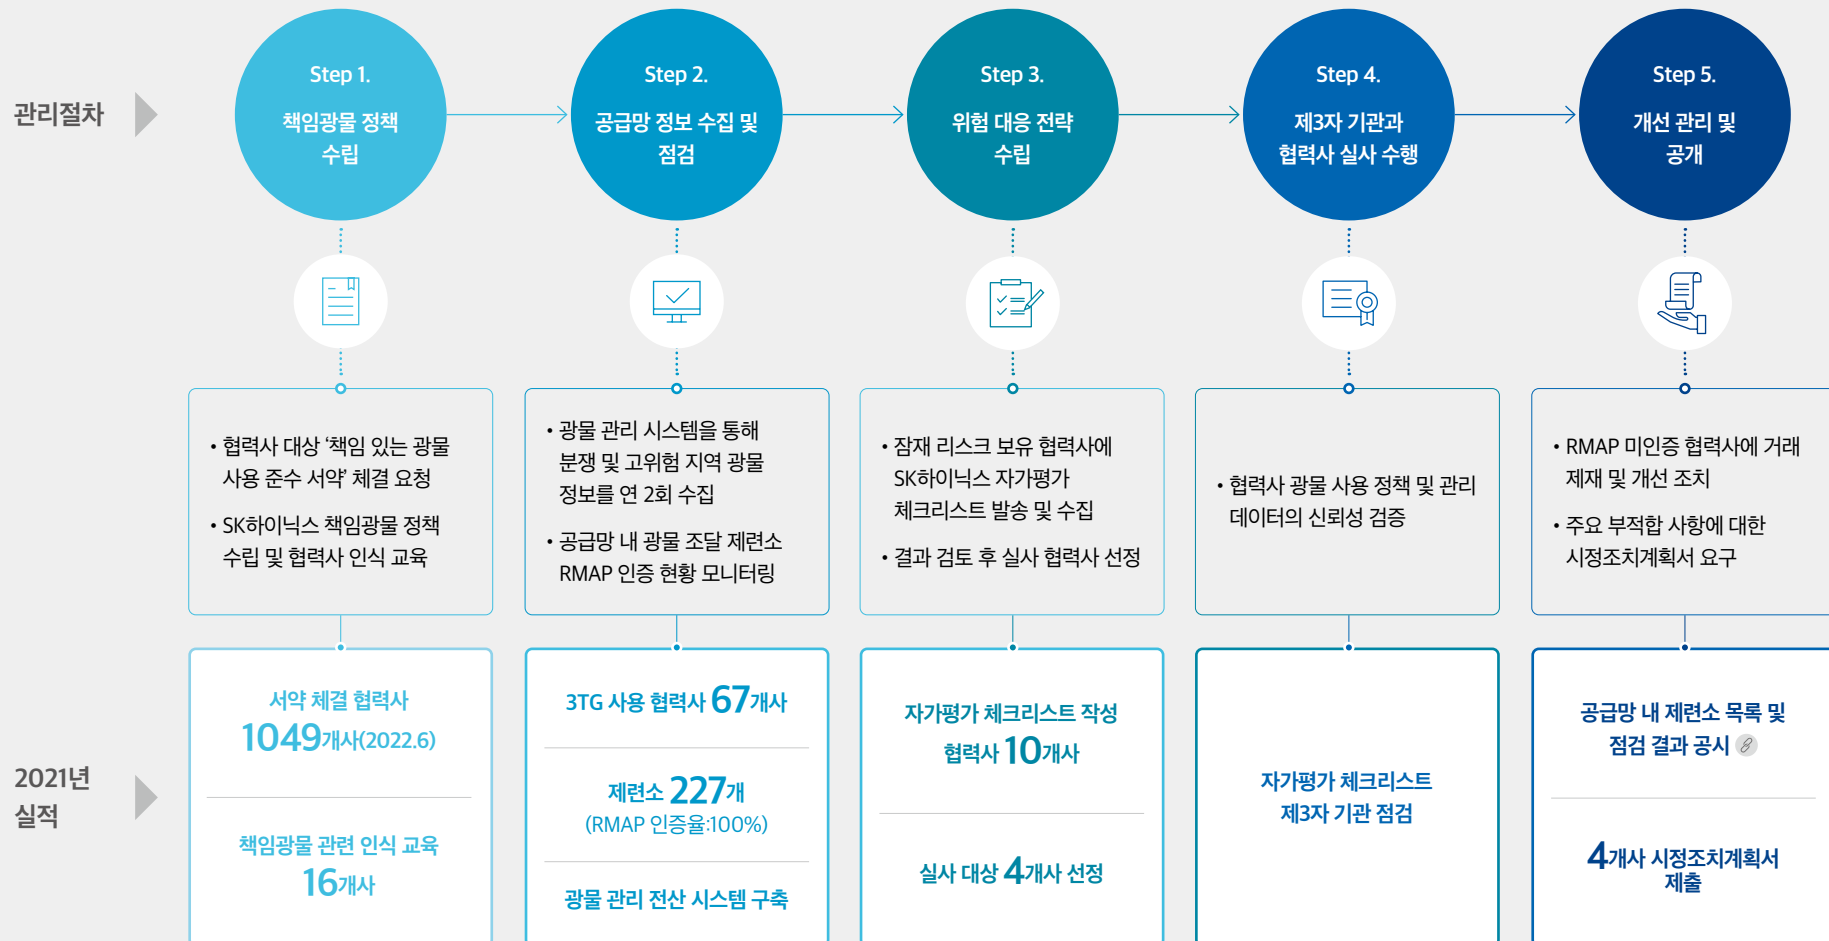 관리절차
Step 1.
책임광물 정책
수립
Step 2.
공급망 정보 수집 및
점검
Step 3.
위험 대응 전략
수립
Step 4.
제3자 기관과
협력사 실사 수행
Step 5.
개선 관리 및
공개
• 협력사 대상 ‘책임 있는 광물
사용 준수 서약’ 체결 요청
• SK하이닉스 책임광물 정책
수립 및 협력사 인식 교육
• 광물 관리 시스템을 통해
분쟁 및 고위험 지역 광물
정보를 연 2회 수집
• 공급망 내 광물 조달 제련소
RMAP 인증 현황 모니터링
• 잠재 리스크 보유 협력사에
SK하이닉스 자가평가
체크리스트 발송 및 수집
• 결과 검토 후 실사 협력사 선정
• 협력사 광물 사용 정책 및 관리
데이터의 신뢰성 검증
• RMAP 미인증 협력사에 거래
제재 및 개선 조치
• 주요 부적합 사항에 대한
시정조치계획서 요구
2021년
실적
서약 체결 협력사
1049개사(2022.6)
책임광물 관련 인식 교육
16개사
3TG 사용 협력사 67개사
제련소 227개
(RMAP 인증율:100%)
광물 관리 전산 시스템 구축
자가평가 체크리스트 작성
협력사 10개사
실사 대상 4개사 선정
자가평가 체크리스트
제3자 기관 점검
공급망 내 제련소 목록 및
점검 결과 공시
4개사 시정조치계획서
제출